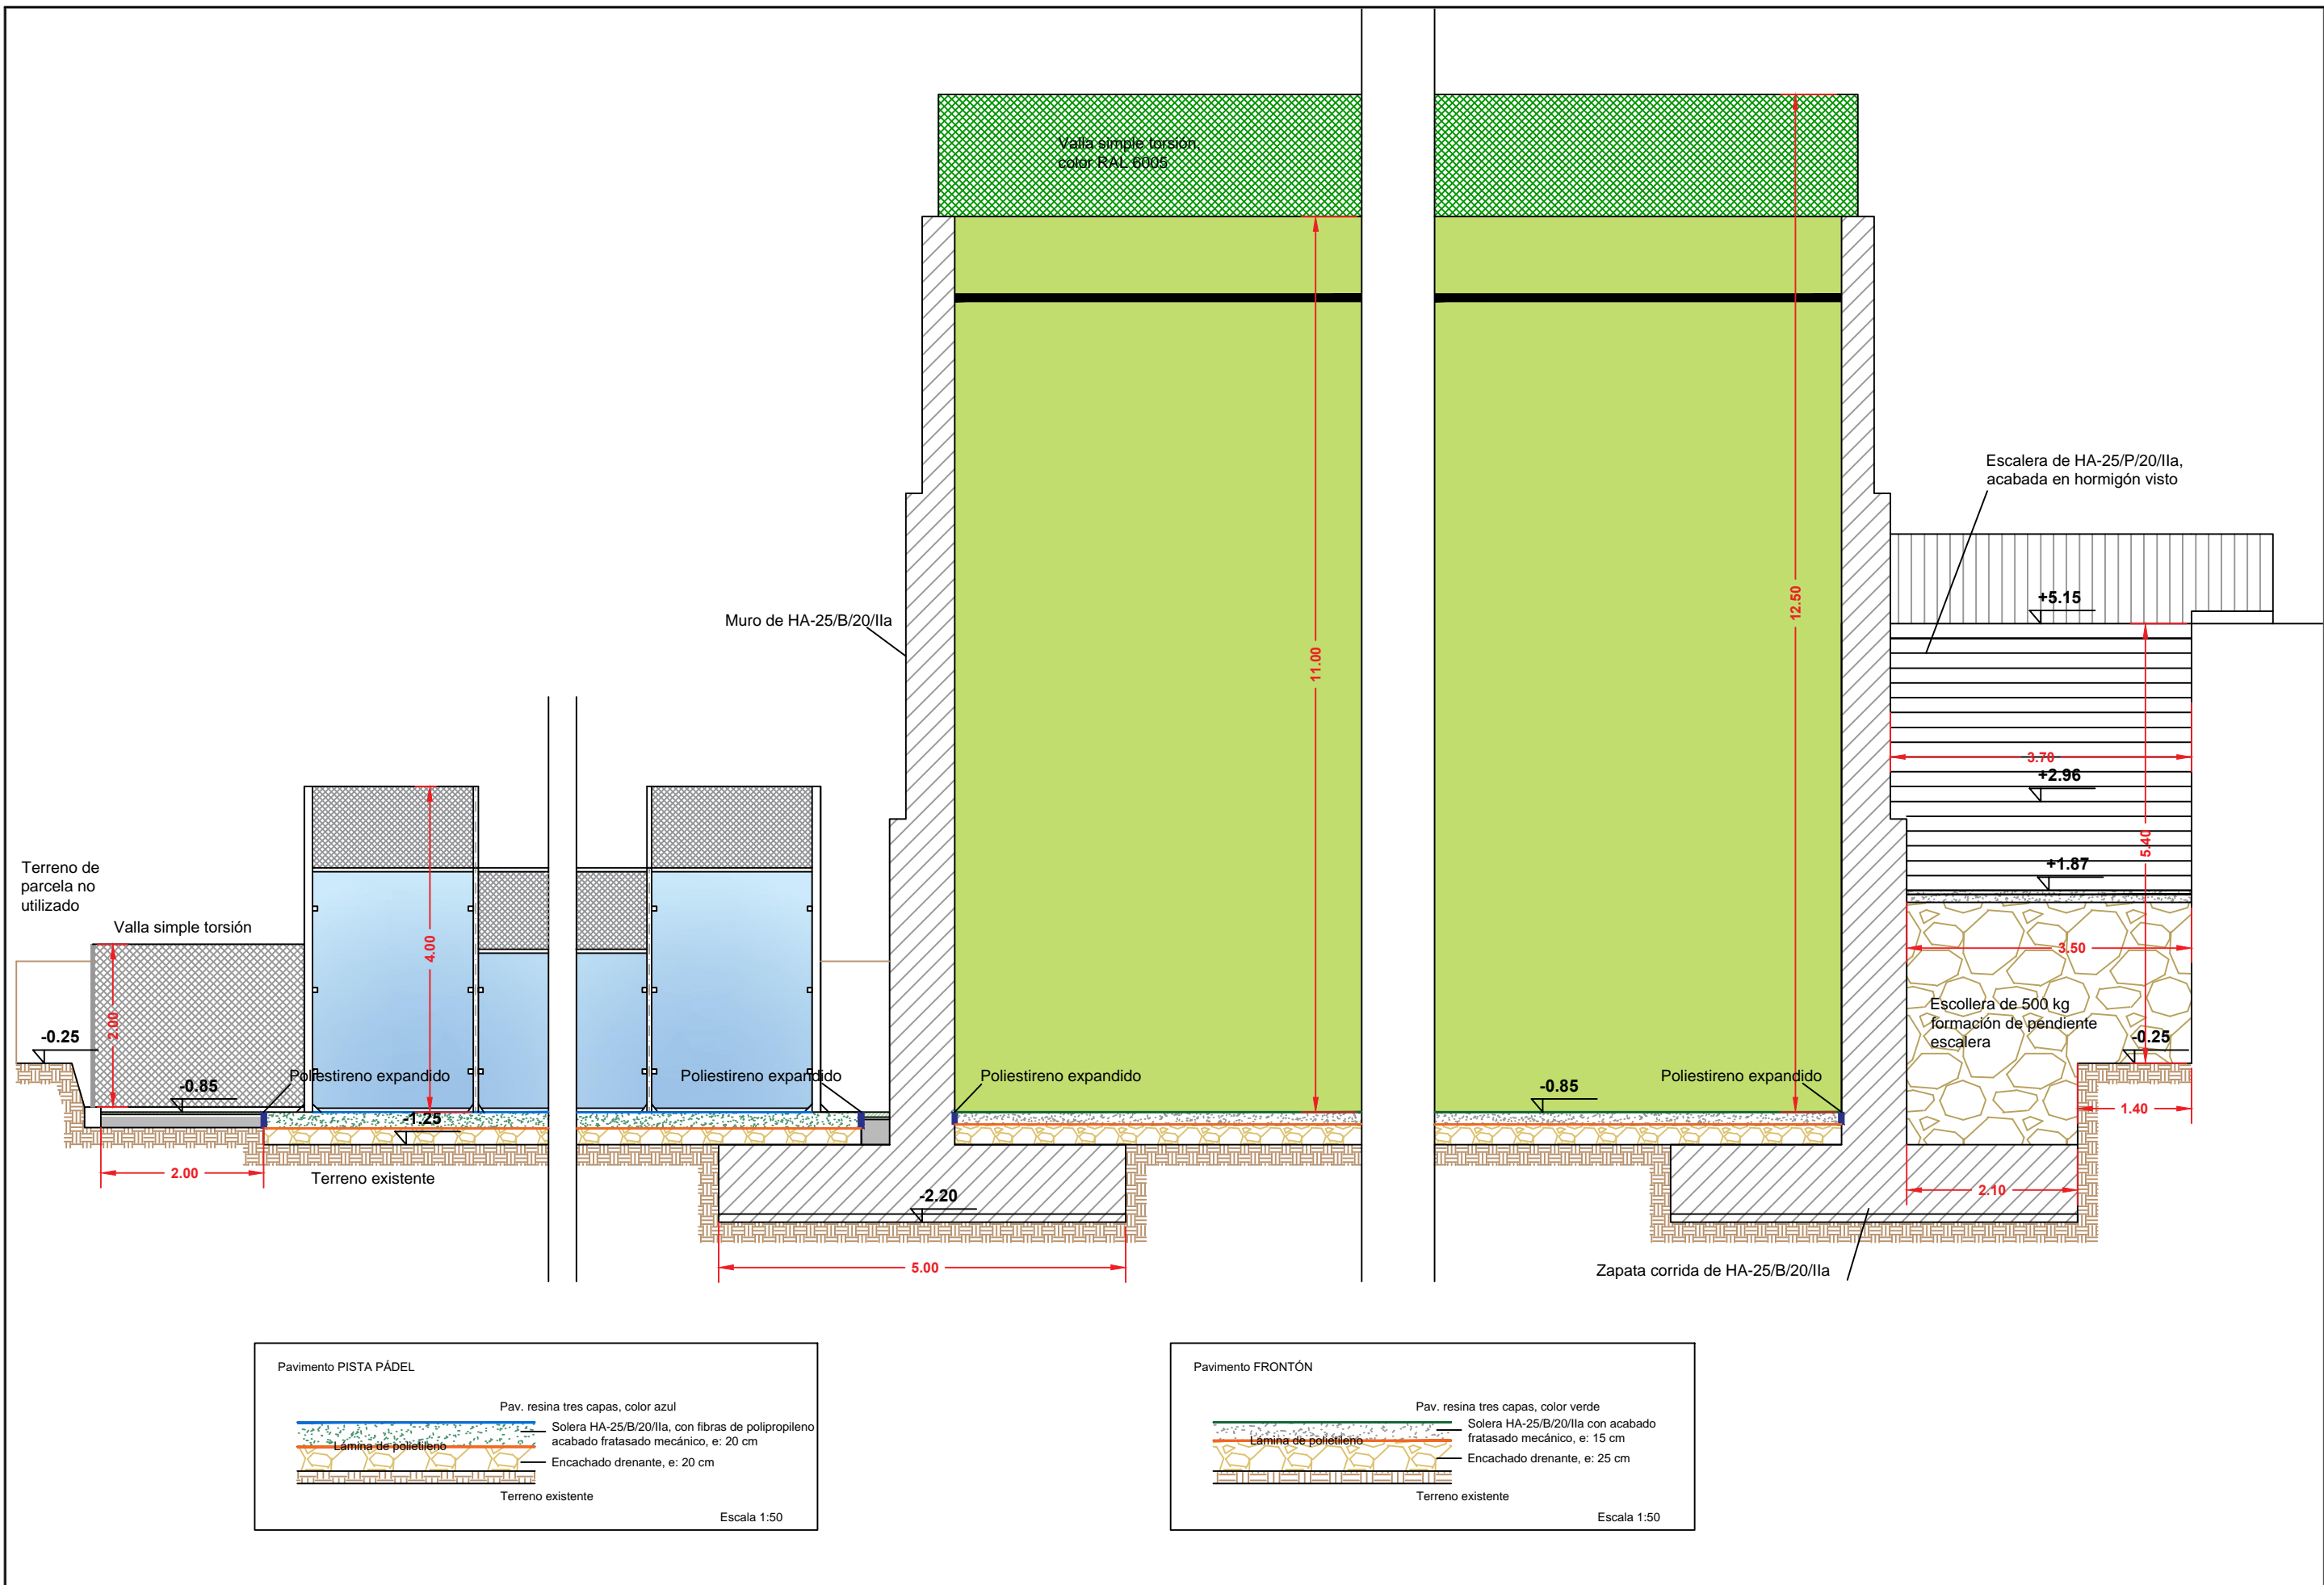 Valla simple torsión,
color RAL 6005
12.50
11.00
Escalera de HA-25/P/20/IIa,
acabada en hormigón visto
+5.15
Muro de HA-25/B/20/IIa
3.70
+2.96
5.40
+1.87
3.50
Escollera de 500 kg
formación de pendiente
escalera
-0.25
1.40
2.10
Terreno de
parcela no
utilizado
Valla simple torsión
4.00
2.00
-0.25
-0.85
Poliestireno expandido
Poliestireno expandido
Poliestireno expandido
-0.85
Poliestireno expandido
-1.25
2.00
Terreno existente
-2.20
5.00
Zapata corrida de HA-25/B/20/IIa
Pavimento PISTA PÁDEL
Pav. resina tres capas, color azul
Solera HA-25/B/20/IIa, con fibras de polipropileno
acabado fratasado mecánico, e: 20 cm
Lámina de polietileno
Encachado drenante, e: 20 cm
Terreno existente
Escala 1:50
Pavimento FRONTÓN
Pav. resina tres capas, color verde
Solera HA-25/B/20/IIa con acabado
fratasado mecánico, e: 15 cm
Lámina de polietileno
Encachado drenante, e: 25 cm
Terreno existente
Escala 1:50